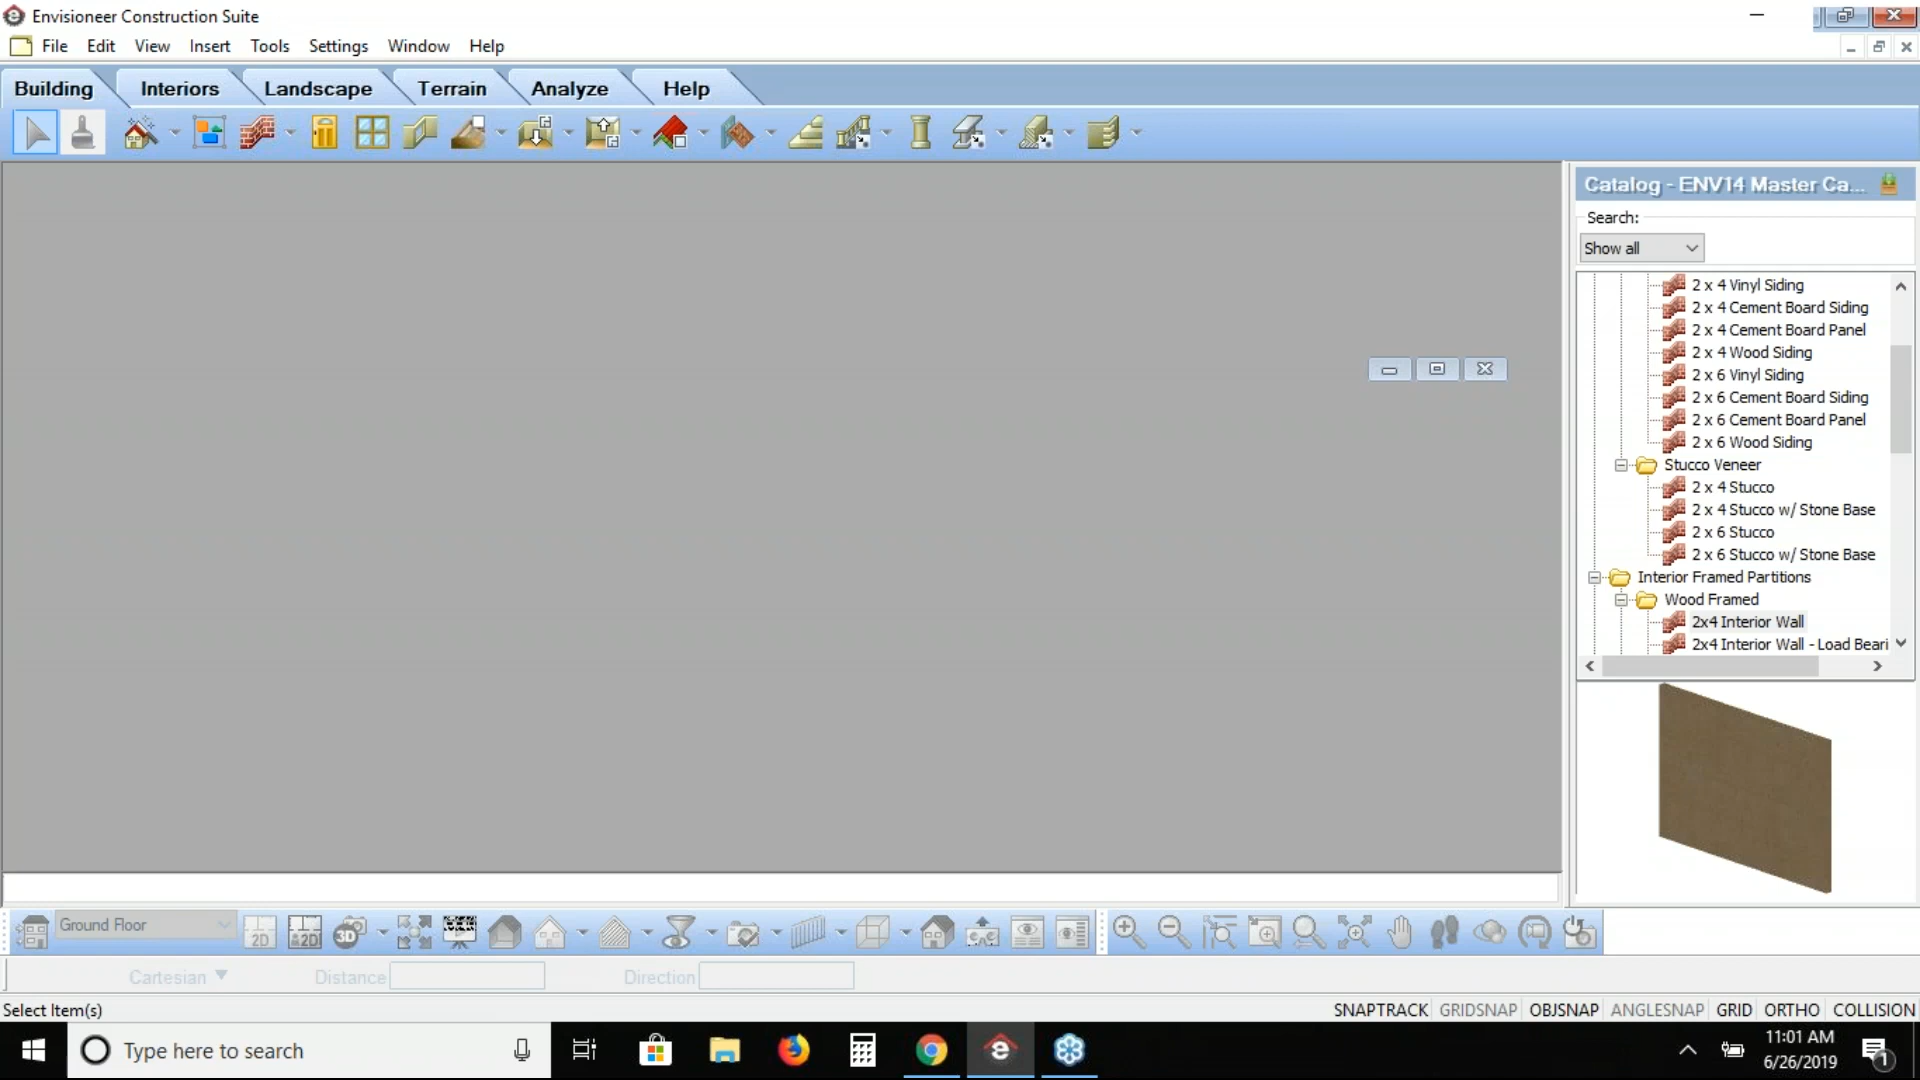 Envisioneer Construction Suite
File Edit View Insert Tools Settings Window Help
Building Interiors Landscape Terrain Analyze Help
Catalog - ENV14 Master Ca...
Search:
Show all
2 x 4 Vinyl Siding
2 x 4 Cement Board Siding
2 x 4 Cement Board Panel
2 x 4 Wood Siding
2 x 6 Vinyl Siding
2 x 6 Cement Board Siding
2 x 6 Cement Board Panel
2 x 6 Wood Siding
Stucco Veneer
2 x 4 Stucco
2 x 4 Stucco w/ Stone Base
2 x 6 Stucco
2 x 6 Stucco w/ Stone Base
Interior Framed Partitions
Wood Framed
2x4 Interior Wall
2x4 Interior Wall - Load Beari
Ground Floor 2D 2D 3D
Cartesian Distance Direction
Select Item(s) SNAPTRACK GRIDSNAP OBJSNAP ANGLESNAP GRID ORTHO COLLISION
Type here to search
11:01 AM
6/26/2019
1